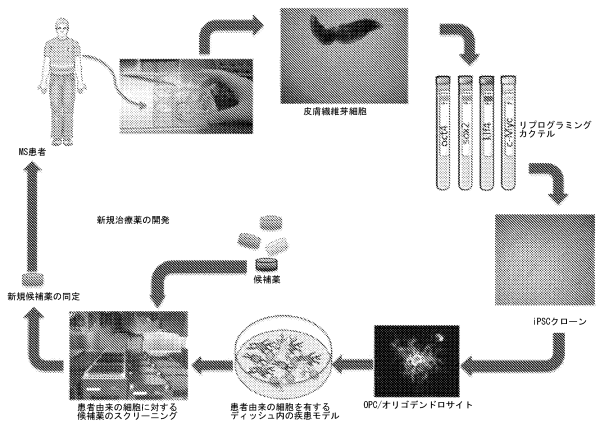 皮膚繊維芽細胞
oct4
sox2
klf4
c-Myc
リプログラミング
カクテル
MS患者
新規治療薬の開発
候補薬
新規候補薬の同定
iPSCクローン
OPC/オリゴデンドロサイト
患者由来の細胞を有する
ディッシュ内の疾患モデル
患者由来の細胞に対する
候補薬のスクリーニング